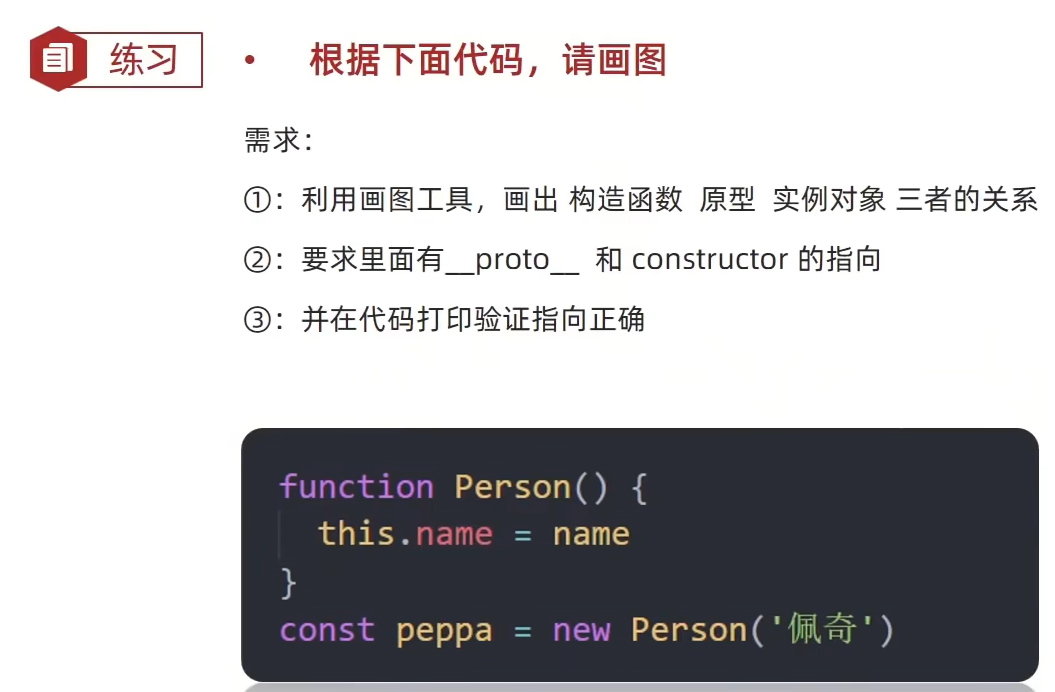 练习
• 根据下面代码，请画图
需求：
①：利用画图工具，画出 构造函数 原型 实例对象 三者的关系
②：要求里面有__proto__ 和 constructor 的指向
③：并在代码打印验证指向正确
function Person() {
  this.name = name
}
const peppa = new Person('佩奇')